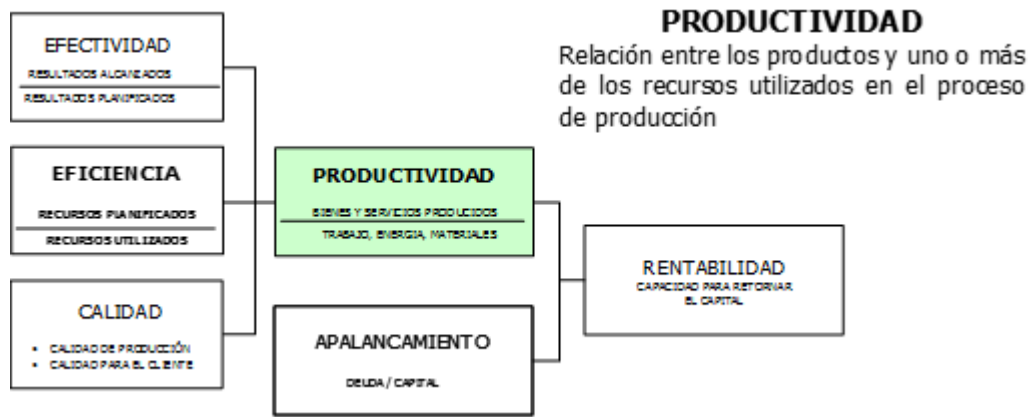 PRODUCTIVIDAD
Relación entre los productos y uno o más
de los recursos utilizados en el proceso
de producción
EFECTIVIDAD
RESULTADOS ALCANZADOS
RESULTADOS PLANIFICADOS
EFICIENCIA
RECURSOS PLANIFICADOS
RECURSOS UTILIZADOS
CALIDAD
• CALIDAD DE PRODUCCIÓN
• CALIDAD PARA EL CLIENTE
PRODUCTIVIDAD
BIENES Y SERVICIOS PRODUCIDOS
TRABAJO, ENERGIA, MATERIALES
APALANCAMIENTO
DEUDA / CAPITAL
RENTABILIDAD
CAPACIDAD PARA RETORNAR
EL CAPITAL